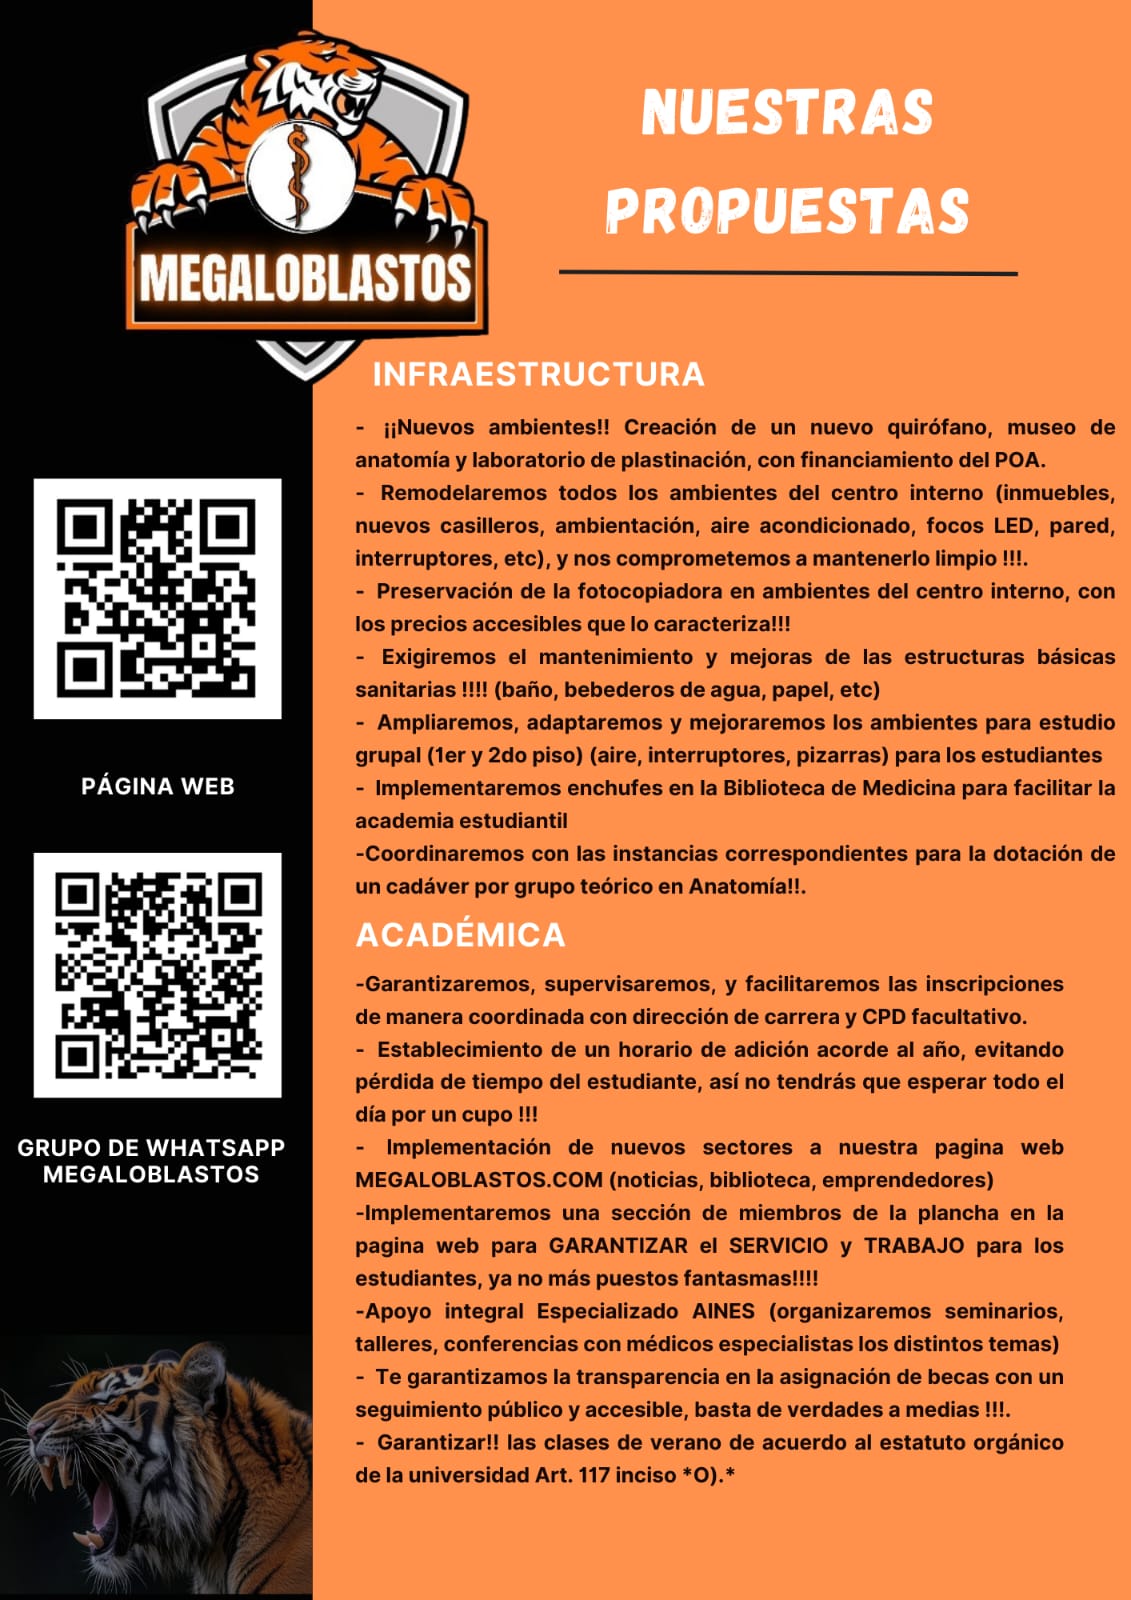 MEGALOBLASTOS
NUESTRAS
PROPUESTAS
INFRAESTRUCTURA
- ¡¡Nuevos ambientes!! Creación de un nuevo quirófano, museo de
anatomía y laboratorio de plastinación, con financiamiento del POA.
- Remodelaremos todos los ambientes del centro interno (inmuebles,
nuevos casilleros, ambientación, aire acondicionado, focos LED, pared,
interruptores, etc), y nos comprometemos a mantenerlo limpio !!!.
- Preservación de la fotocopiadora en ambientes del centro interno, con
los precios accesibles que lo caracteriza!!!
- Exigiremos el mantenimiento y mejoras de las estructuras básicas
sanitarias !!!! (baño, bebederos de agua, papel, etc)
- Ampliaremos, adaptaremos y mejoraremos los ambientes para estudio
grupal (1er y 2do piso) (aire, interruptores, pizarras) para los estudiantes
- Implementaremos enchufes en la Biblioteca de Medicina para facilitar la
academia estudiantil
-Coordinaremos con las instancias correspondientes para la dotación de
un cadáver por grupo teórico en Anatomía!!.
ACADÉMICA
-Garantizaremos, supervisaremos, y facilitaremos las inscripciones
de manera coordinada con dirección de carrera y CPD facultativo.
- Establecimiento de un horario de adición acorde al año, evitando
pérdida de tiempo del estudiante, así no tendrás que esperar todo el
día por un cupo !!!
- Implementación de nuevos sectores a nuestra pagina web
MEGALOBLASTOS.COM (noticias, biblioteca, emprendedores)
-Implementaremos una sección de miembros de la plancha en la
pagina web para GARANTIZAR el SERVICIO y TRABAJO para los
estudiantes, ya no más puestos fantasmas!!!!
-Apoyo integral Especializado AINES (organizaremos seminarios,
talleres, conferencias con médicos especialistas los distintos temas)
- Te garantizamos la transparencia en la asignación de becas con un
seguimiento público y accesible, basta de verdades a medias !!!.
- Garantizar!! las clases de verano de acuerdo al estatuto orgánico
de la universidad Art. 117 inciso *O).*
PÁGINA WEB
GRUPO DE WHATSAPP
MEGALOBLASTOS